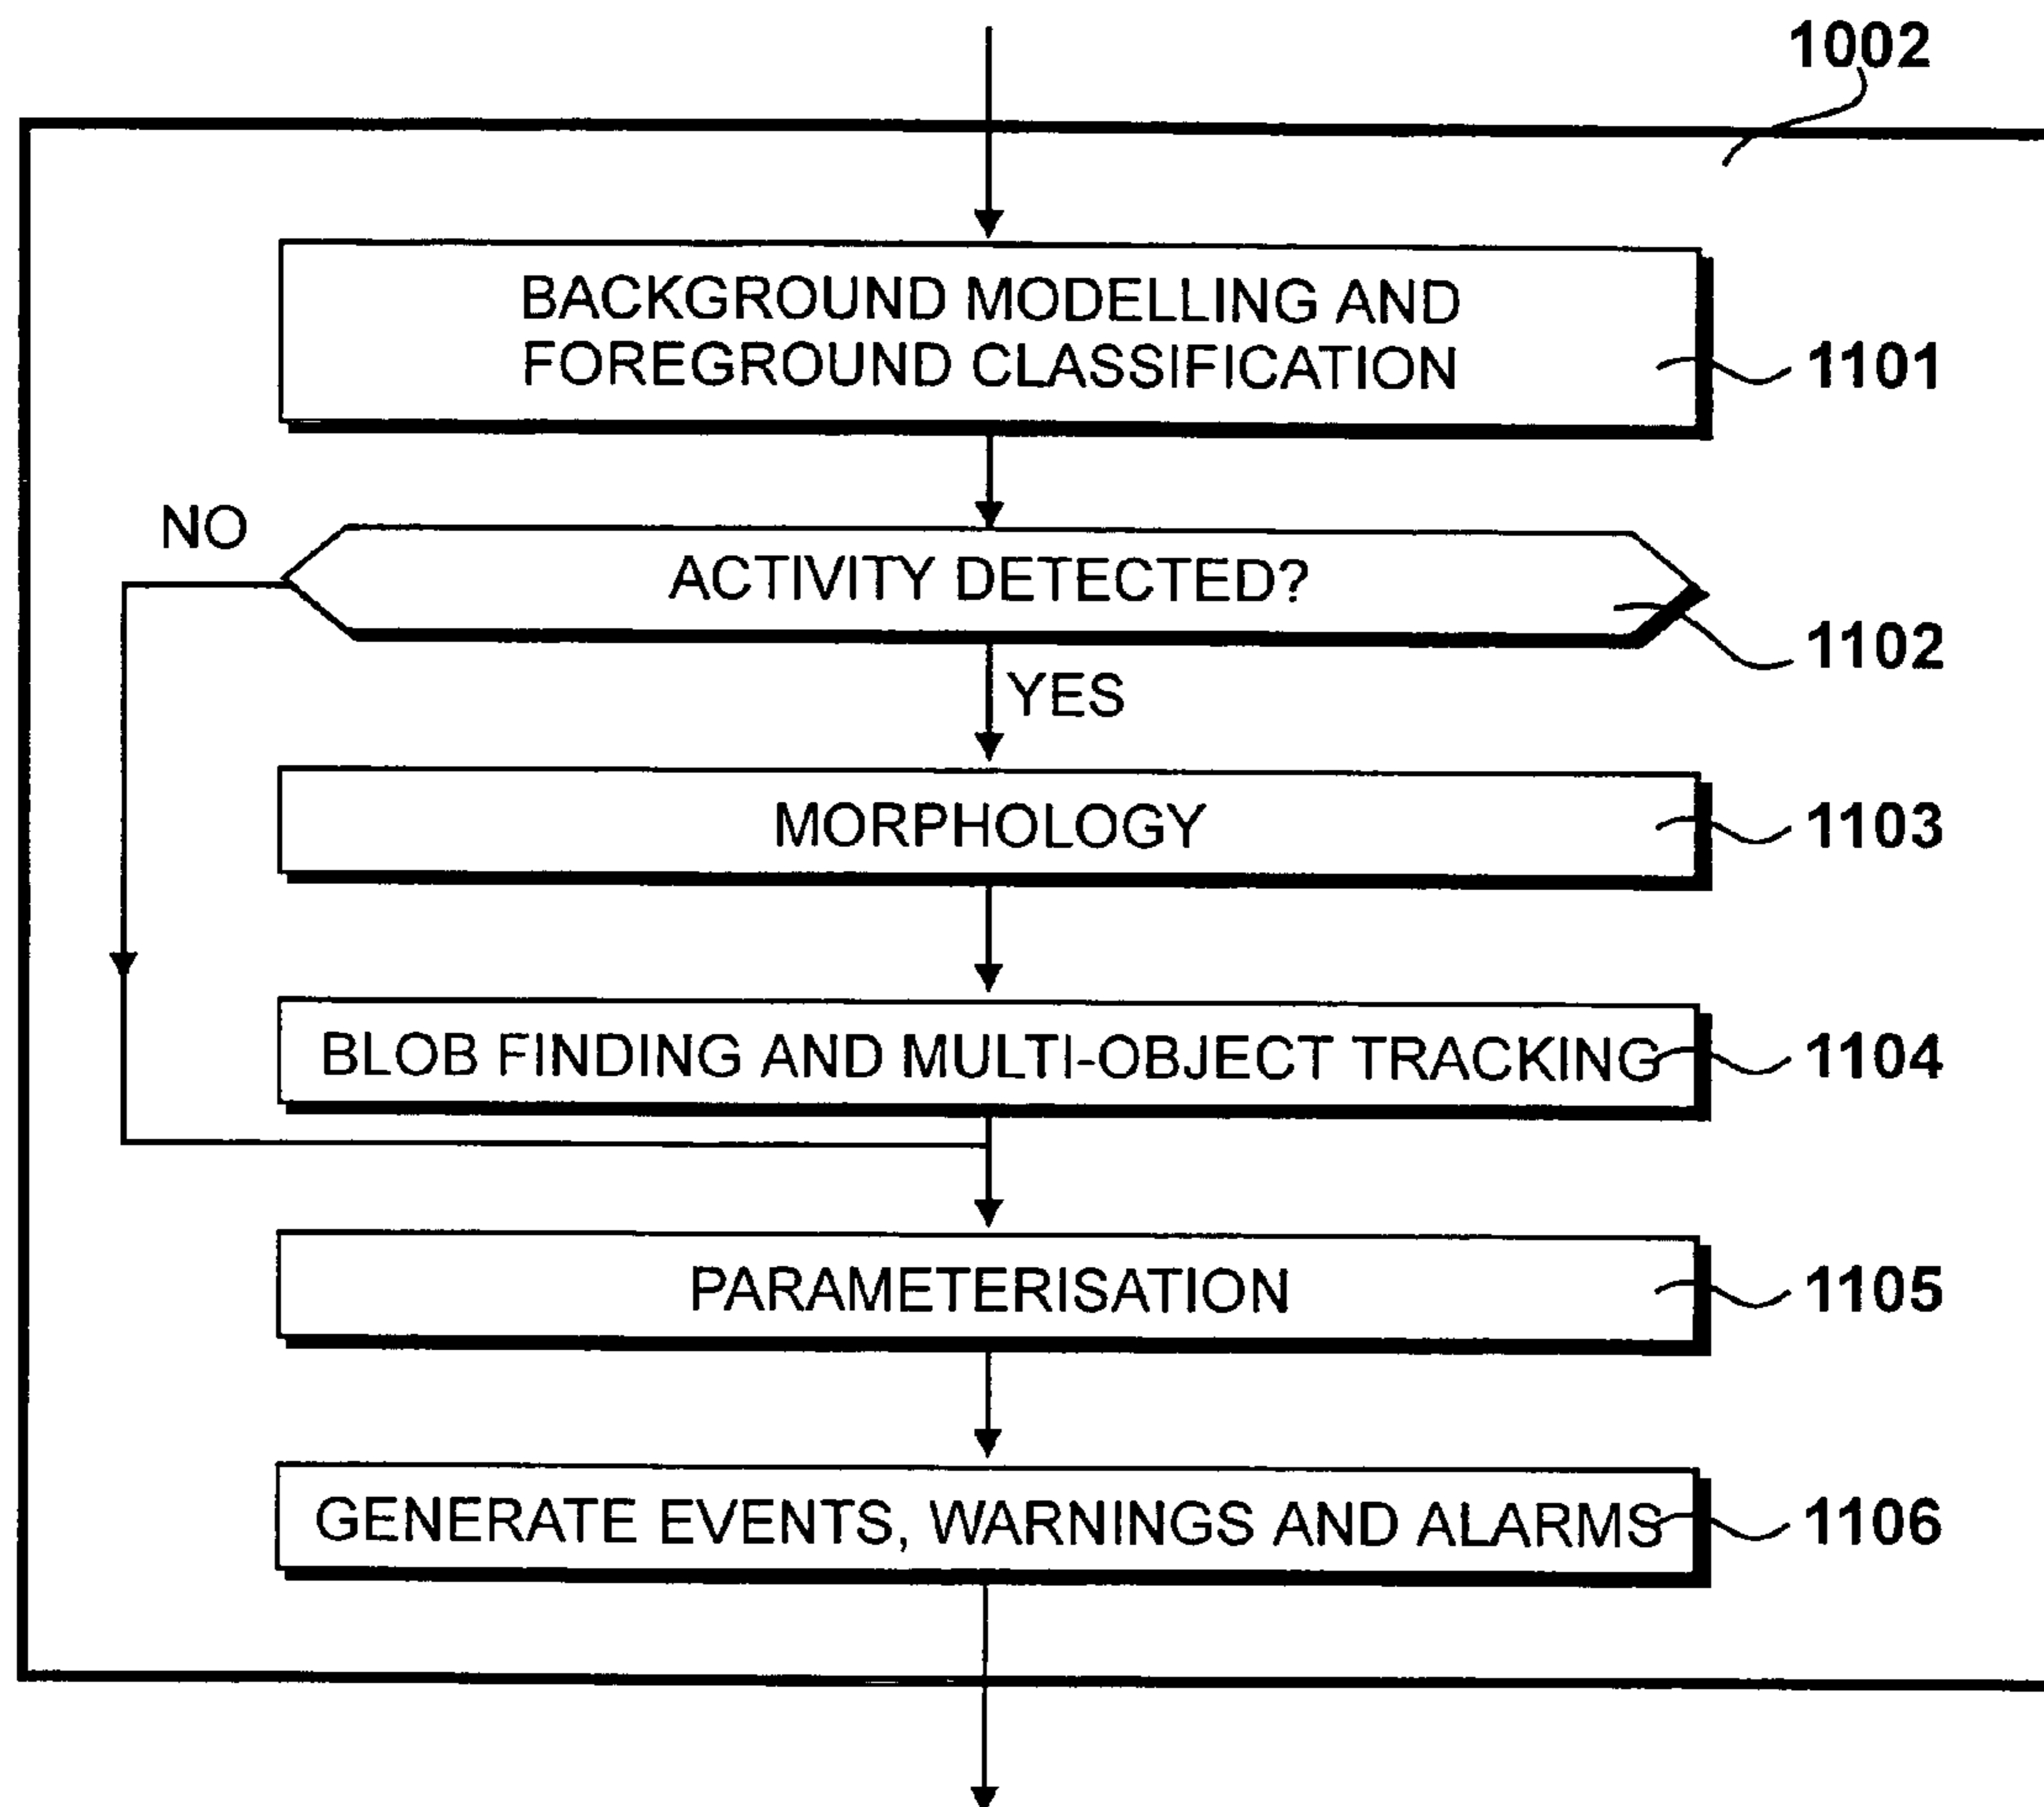 1002
BACKGROUND MODELLING AND
FOREGROUND CLASSIFICATION
1101
NO
ACTIVITY DETECTED?
1102
YES
MORPHOLOGY
1103
BLOB FINDING AND MULTI-OBJECT TRACKING
1104
PARAMETERISATION
1105
GENERATE EVENTS, WARNINGS AND ALARMS
1106